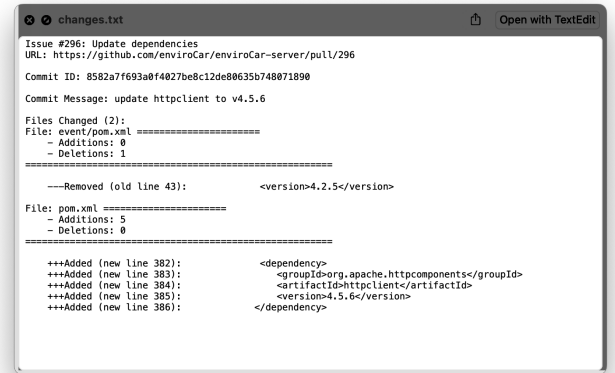 changes.txt
Open with TextEdit
Issue #296: Update dependencies
URL: https://github.com/enviroCar/enviroCar-server/pull/296
Commit ID: 8582a7f693a0f4027be8c12de80635b748071890
Commit Message: update httpclient to v4.5.6
Files Changed (2):
File: event/pom.xml ======================
- Additions: 0
- Deletions: 1
=======================================================
---Removed (old line 43):             <version>4.2.5</version>
File: pom.xml ======================
- Additions: 5
- Deletions: 0
=======================================================
+++Added (new line 382):             <dependency>
+++Added (new line 383):                 <groupId>org.apache.httpcomponents</groupId>
+++Added (new line 384):                 <artifactId>httpclient</artifactId>
+++Added (new line 385):                 <version>4.5.6</version>
+++Added (new line 386):             </dependency>